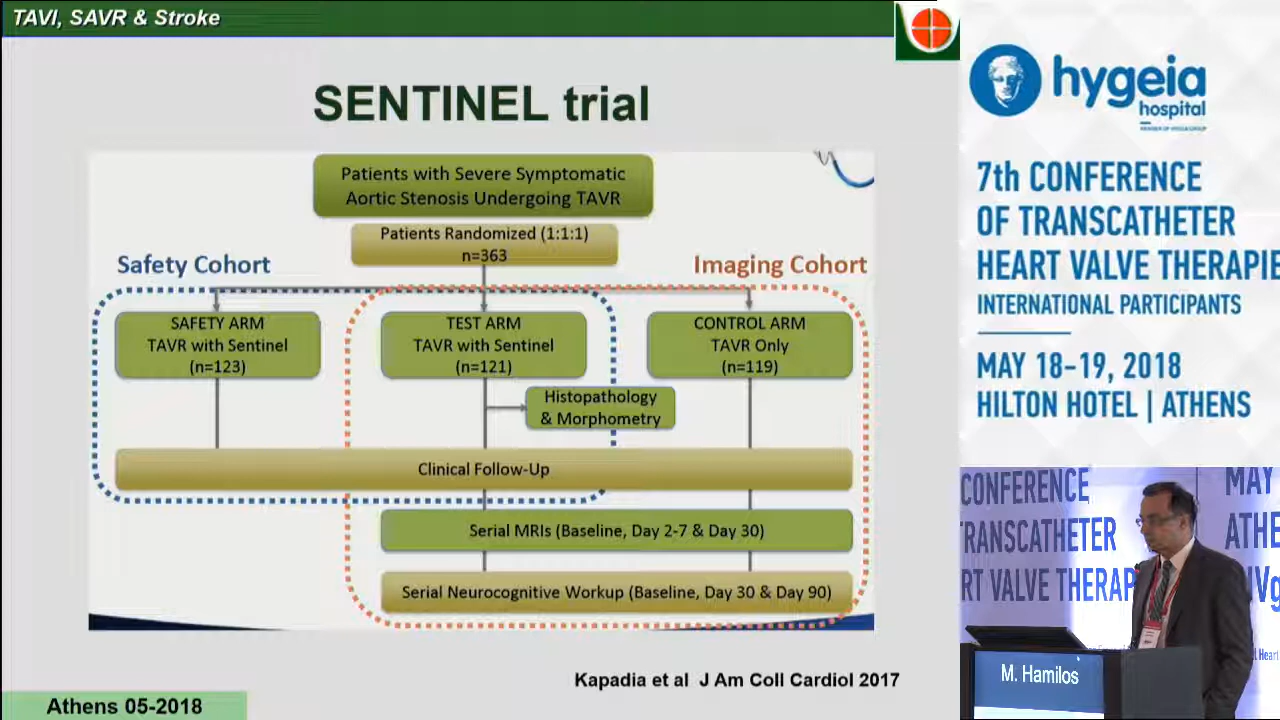 TAVI, SAVR & Stroke
SENTINEL trial
Patients with Severe Symptomatic
Aortic Stenosis Undergoing TAVR
Patients Randomized (1:1:1)
n=363
Safety Cohort
Imaging Cohort
SAFETY ARM
TAVR with Sentinel
(n=123)
TEST ARM
TAVR with Sentinel
(n=121)
CONTROL ARM
TAVR Only
(n=119)
Histopathology
& Morphometry
Clinical Follow-Up
Serial MRIs (Baseline, Day 2-7 & Day 30)
Serial Neurocognitive Workup (Baseline, Day 30 & Day 90)
Kapadia et al J Am Coll Cardiol 2017
Athens 05-2018
hygeia
hospital
7th CONFERENCE
OF TRANSCATHETER
HEART VALVE THERAPIE
INTERNATIONAL PARTICIPANTS
MAY 18-19, 2018
HILTON HOTEL | ATHENS
CONFERENCE
TRANSCATHETER
RT VALVE THERAP
MAY
ATHE
M. Hamilos